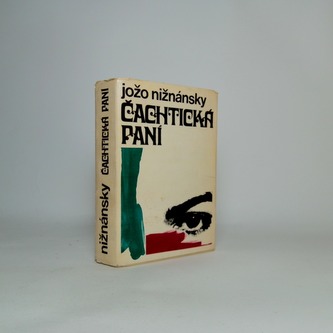 jožo nižnánsky
ČACHTICKÁ
PANÍ
nižnánsky ČACHTICKÁ PANÍ